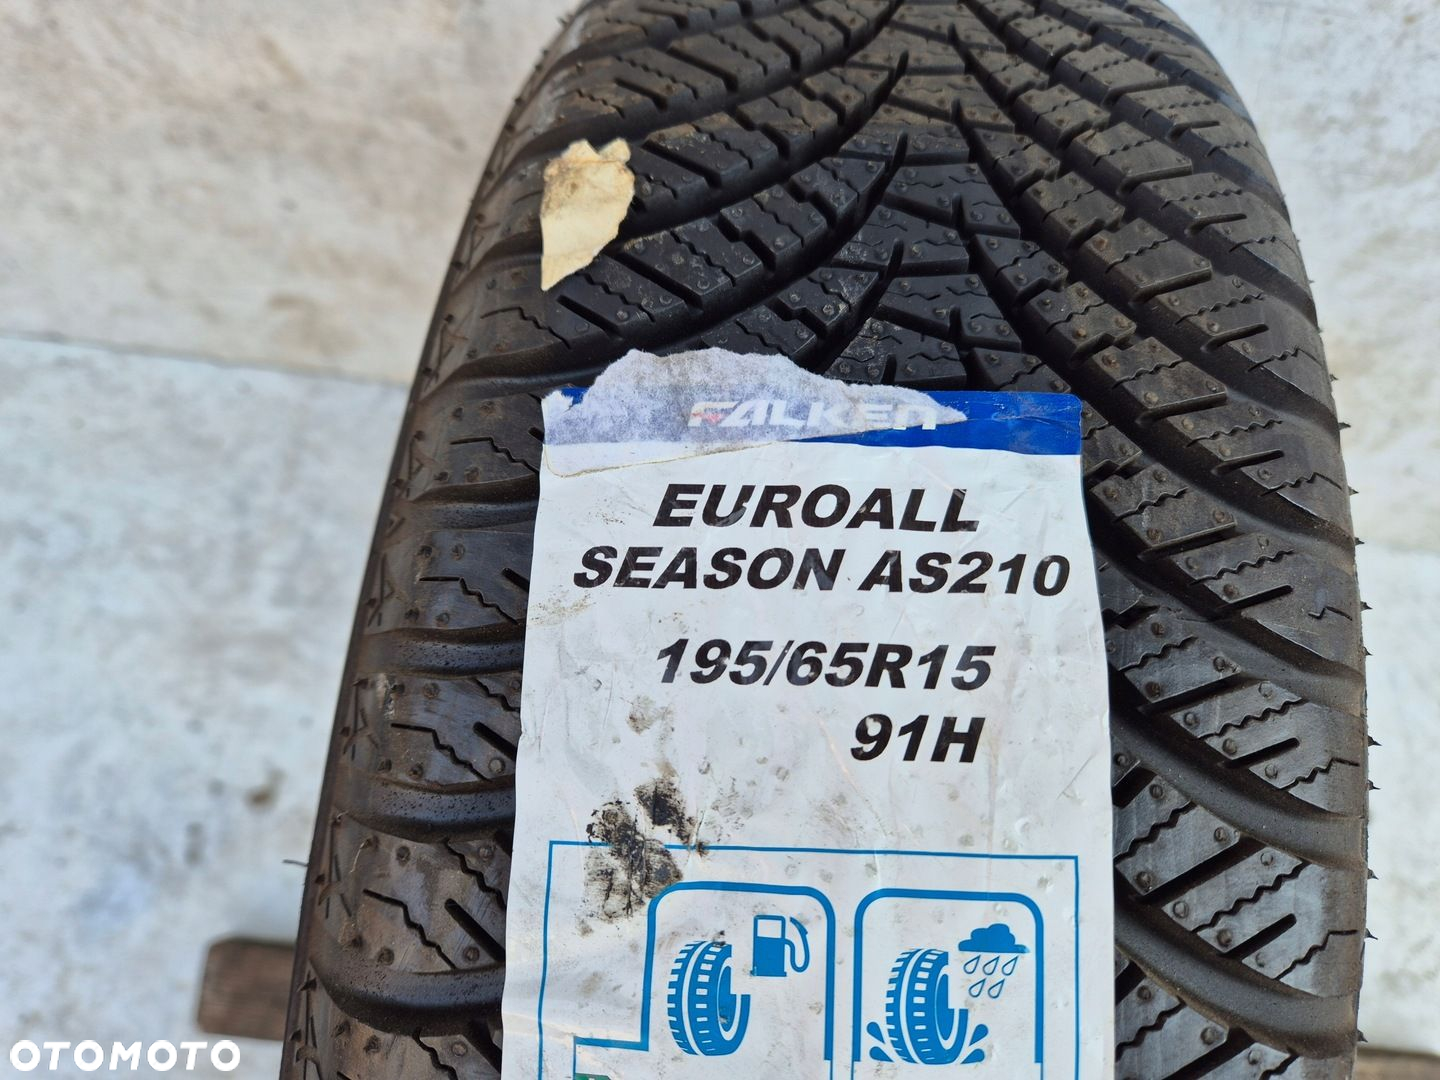 FALKEN
EUROALL
SEASON AS210
195/65R15
91H
OTOMOTO